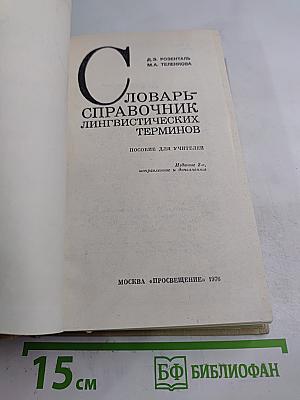 Д. Э. РОЗЕНТАЛЬ
М. А. ТЕЛЕНКОВА
СЛОВАРЬ-
СПРАВОЧНИК
ЛИНГВИСТИЧЕСКИХ
ТЕРМИНОВ
ПОСОБИЕ ДЛЯ УЧИТЕЛЕЙ
Издание 2-е,
исправленное и дополненное
МОСКВА «ПРОСВЕЩЕНИЕ» 1976
15 см
БФ БИБЛИОФАН